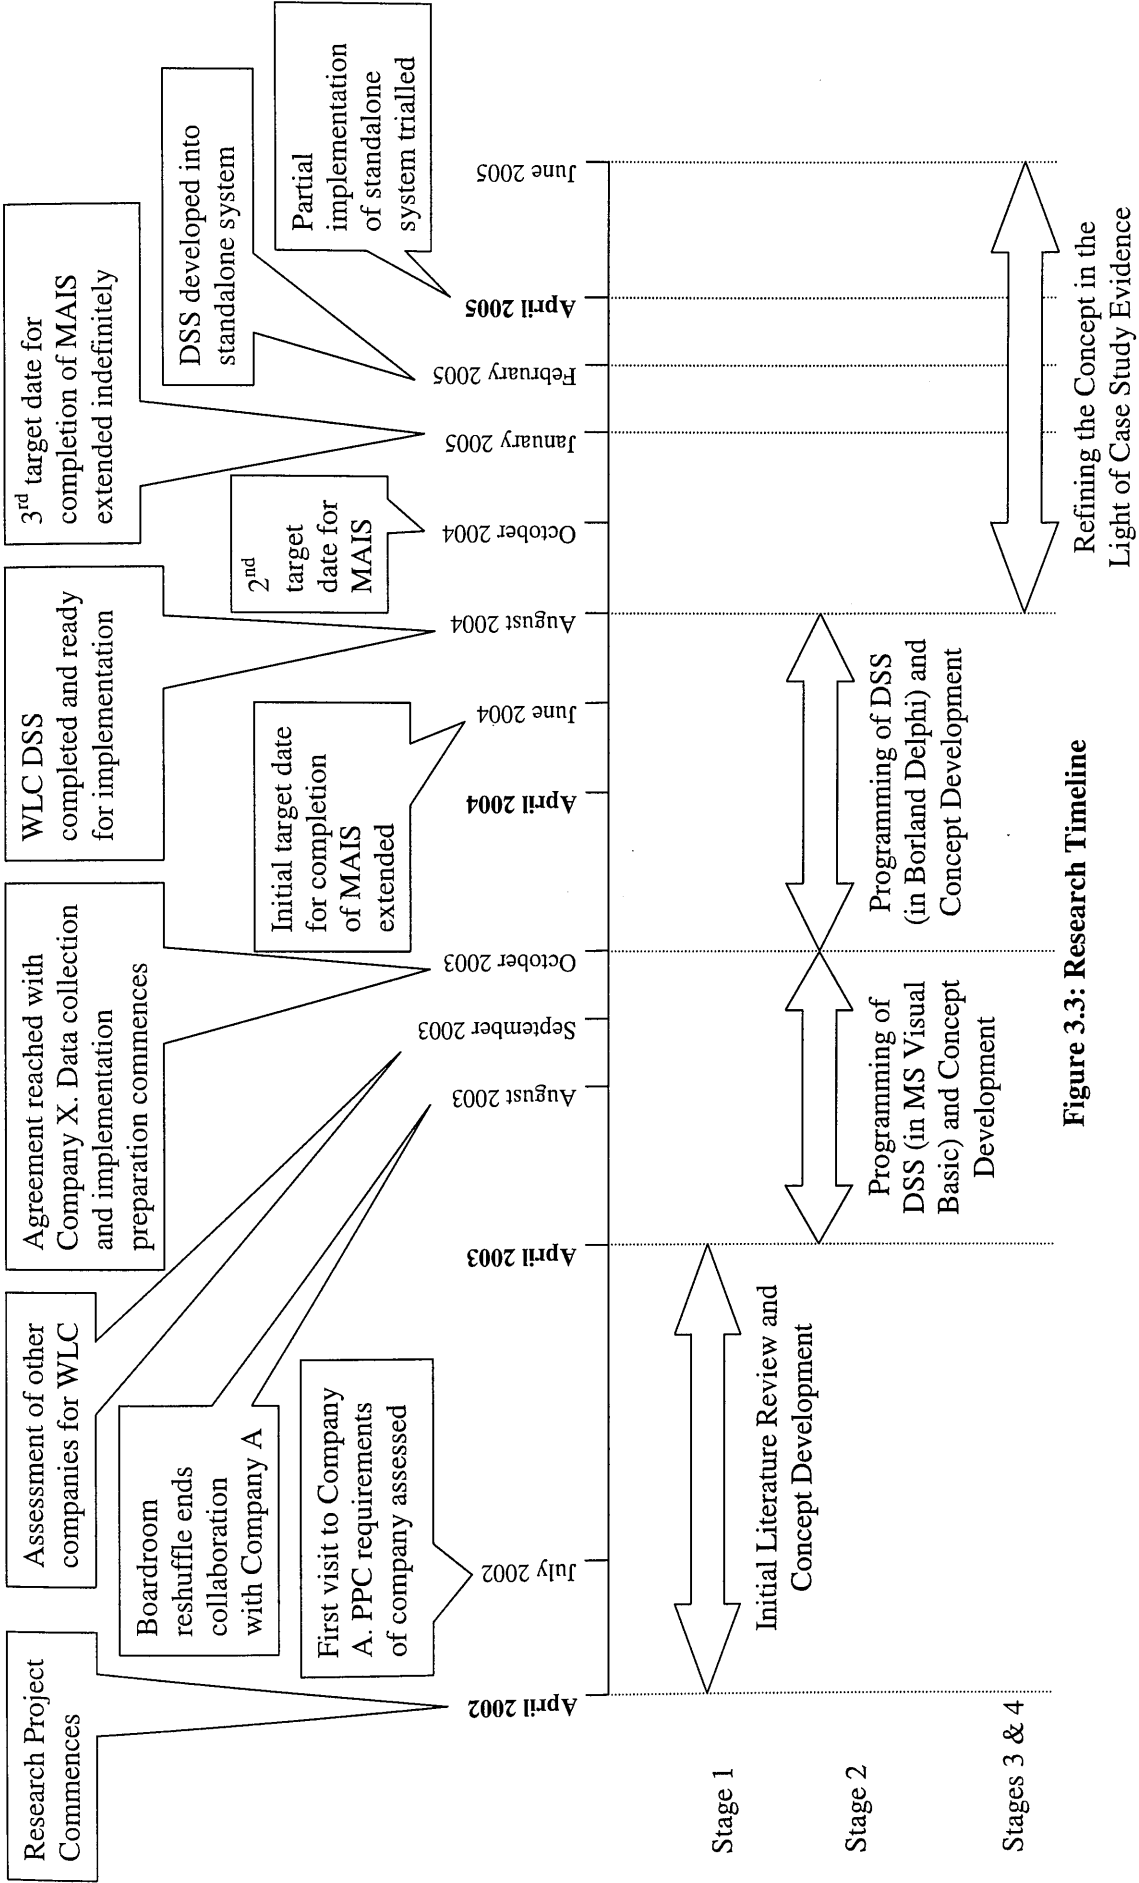 Research Project
Commences
Assessment of other
companies for WLC
Agreement reached with
Company X. Data collection
and implementation
preparation commences
WLC DSS
completed and ready
for implementation
3rd target date for
completion of MAIS
extended indefinitely
Boardroom
reshuffle ends
collaboration
with Company A
DSS developed into
standalone system
2nd
target
date for
MAIS
Initial target date
for completion
of MAIS
extended
First visit to Company
A. PPC requirements
of company assessed
Partial
implementation
of standalone
system trialled
April 2002
July 2002
April 2003
August 2003
September 2003
October 2003
April 2004
June 2004
August 2004
October 2004
January 2005
February 2005
April 2005
June 2005
Stage 1
Initial Literature Review and
Concept Development
Stage 2
Programming of
DSS (in MS Visual
Basic) and Concept
Development
Programming of DSS
(in Borland Delphi) and
Concept Development
Stages 3 & 4
Refining the Concept in the
Light of Case Study Evidence
Figure 3.3: Research Timeline